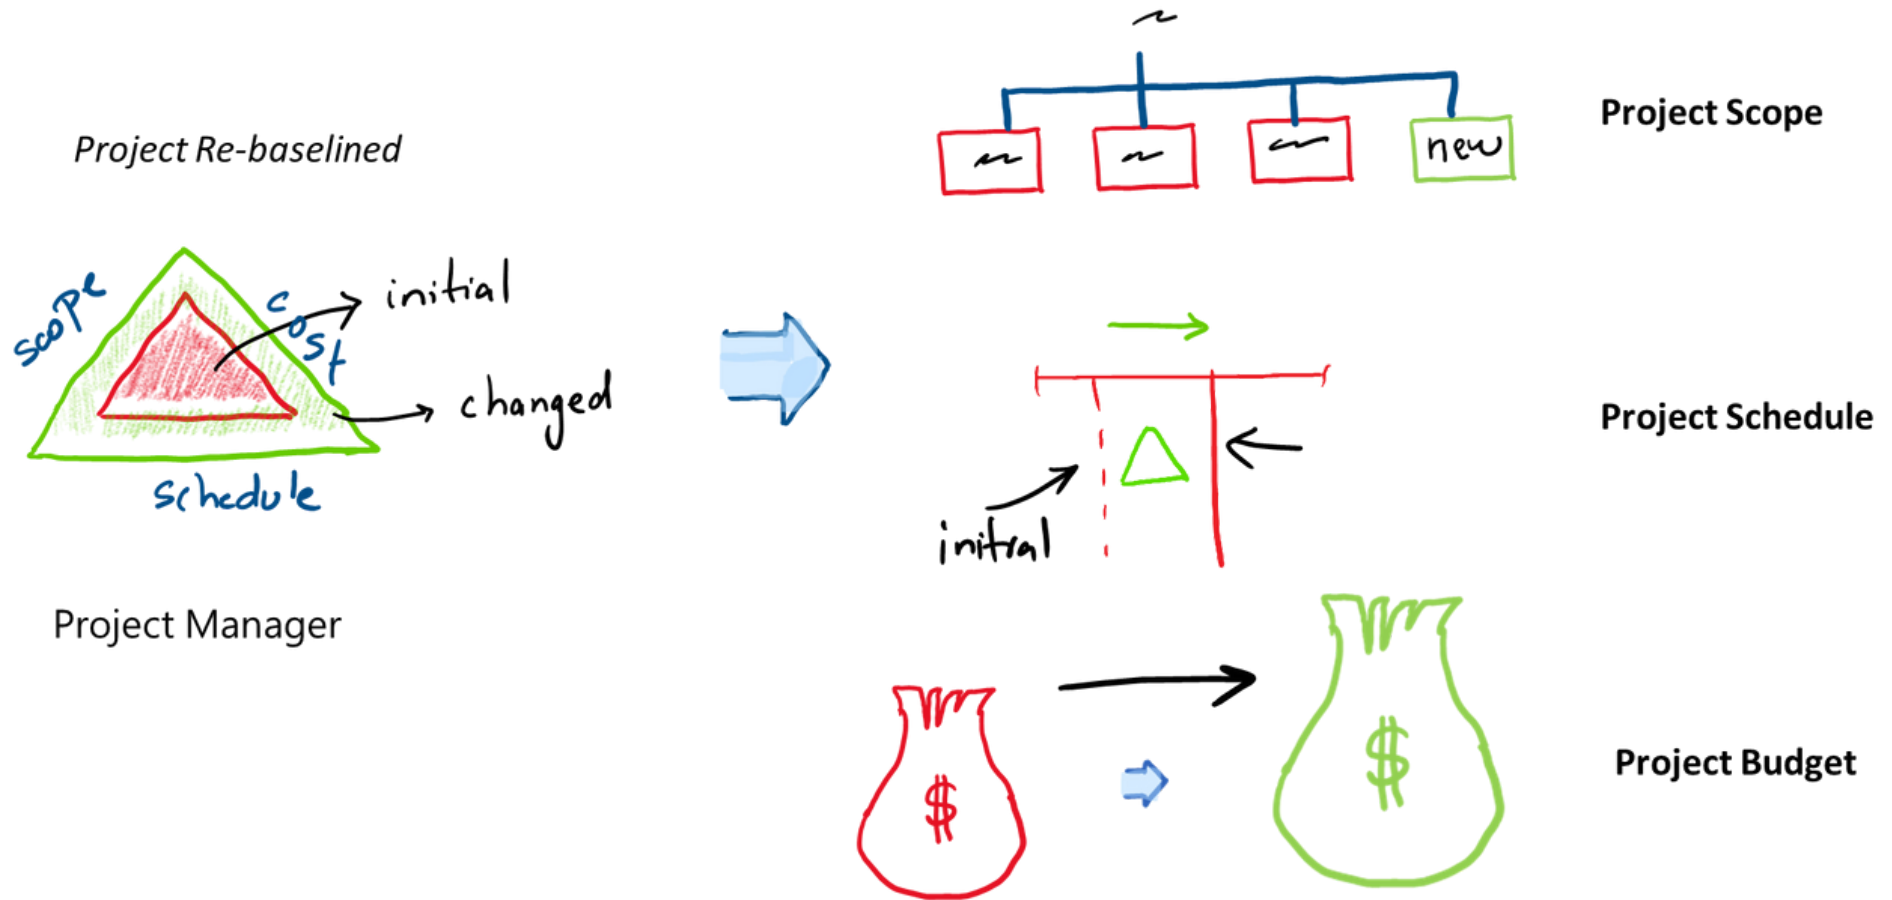 Project Re-baselined
scope
cost
initial
changed
schedule
Project Manager
new
Project Scope
initial
Project Schedule
$
$
Project Budget